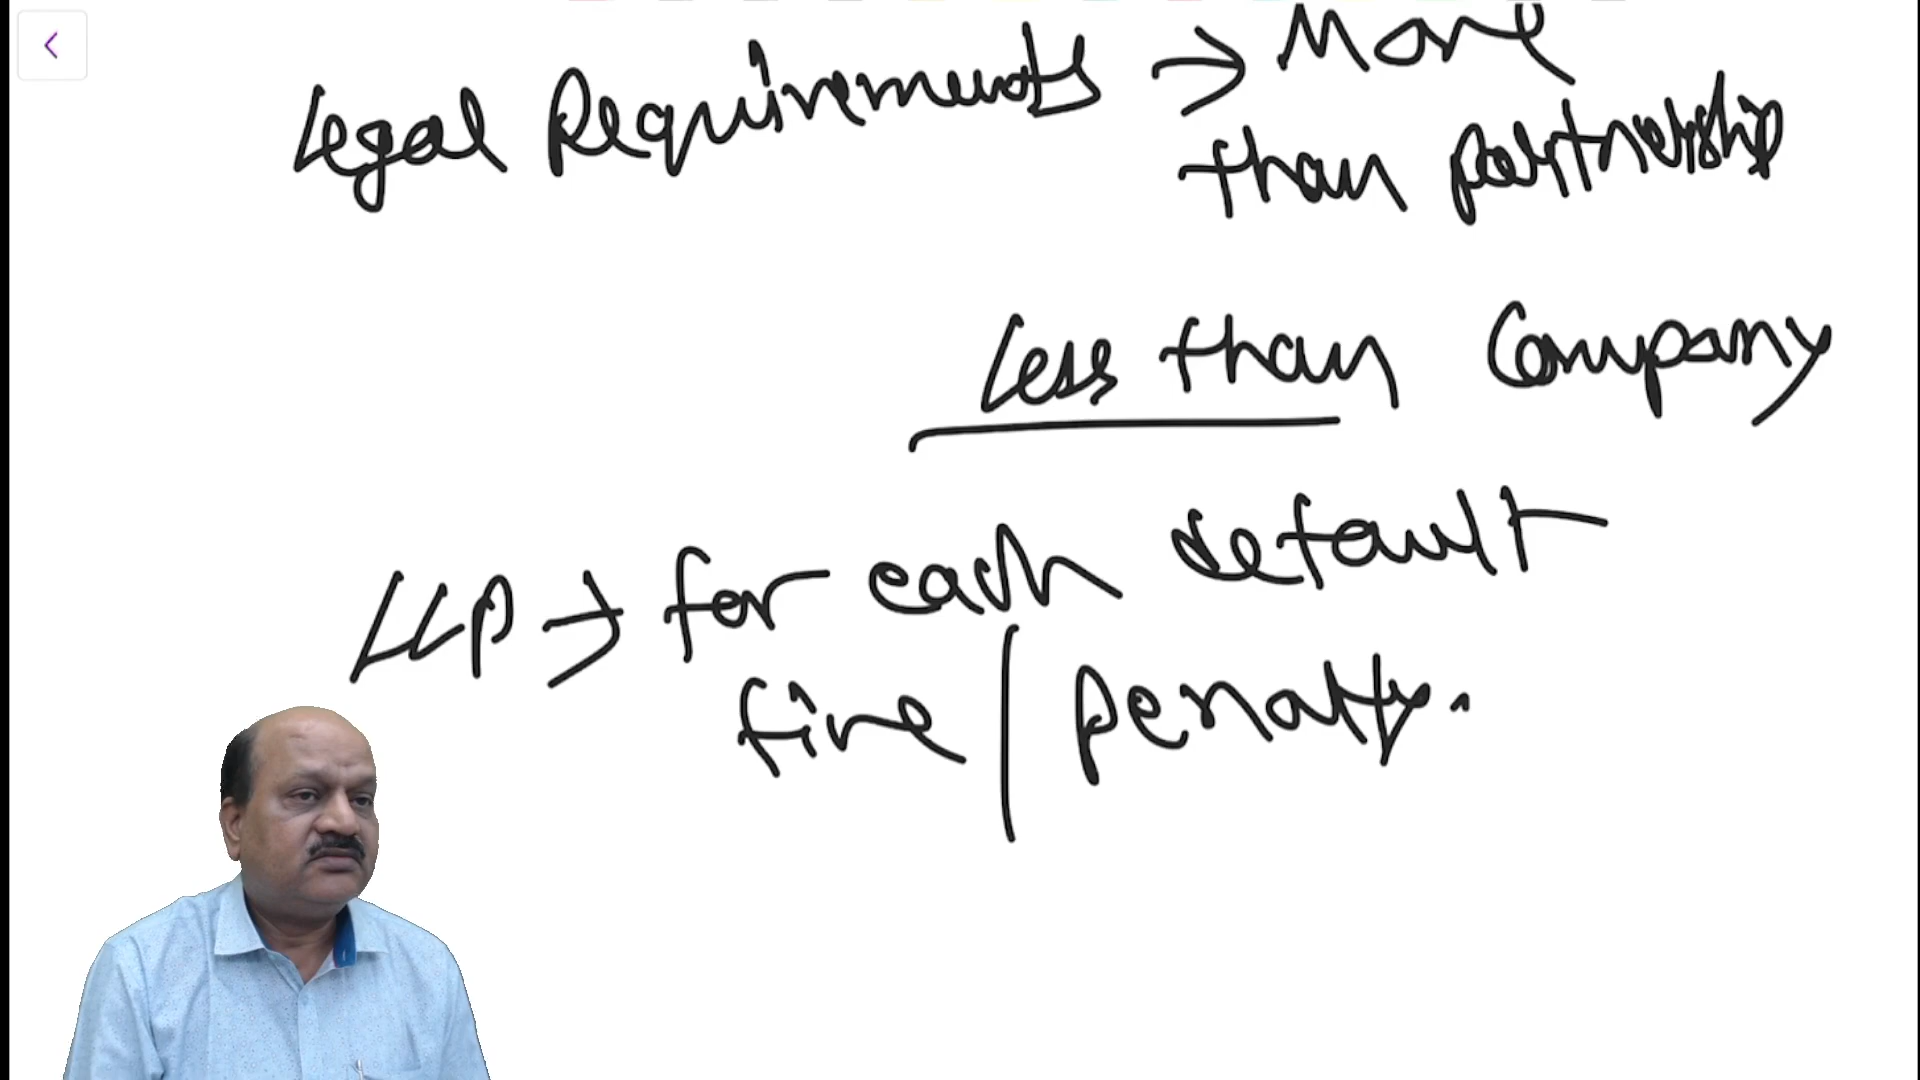 Legal Requirements → More
than partnership
Less than Company
LLP → for each default
fine | Penalty.